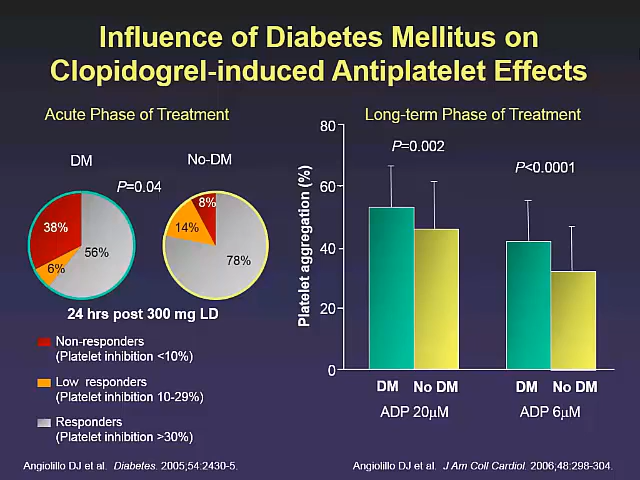 Influence of Diabetes Mellitus on
Clopidogrel-induced Antiplatelet Effects
Acute Phase of Treatment
DM
No-DM
P=0.04
38%
6%
56%
8%
14%
78%
24 hrs post 300 mg LD
Non-responders
(Platelet inhibition <10%)
Low responders
(Platelet inhibition 10-29%)
Responders
(Platelet inhibition >30%)
Angiolillo DJ et al. Diabetes. 2005;54:2430-5.
Long-term Phase of Treatment
Platelet aggregation (%)
80
60
40
20
0
P=0.002
P<0.0001
DM No DM DM No DM
ADP 20μM ADP 6μM
Angiolillo DJ et al. J Am Coll Cardiol. 2006;48:298-304.